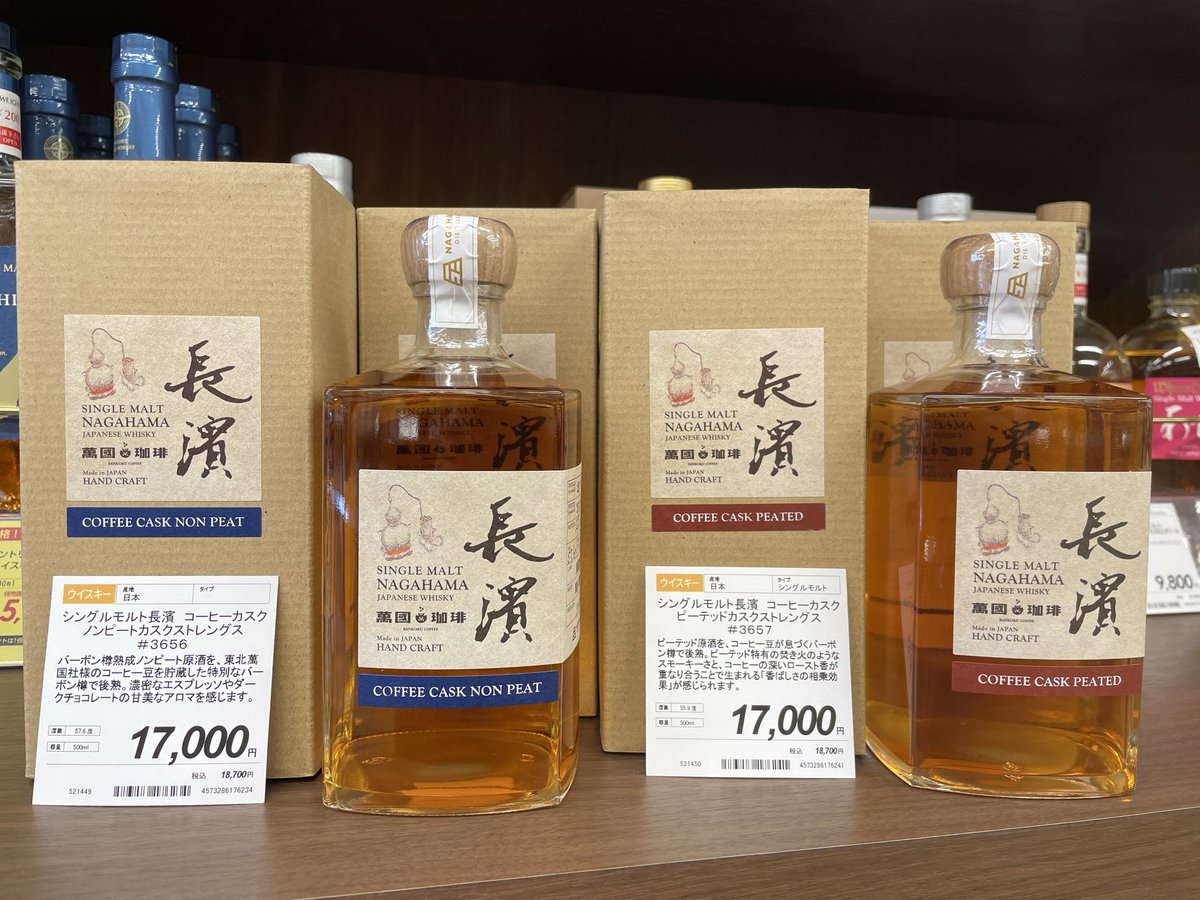 長濱
SINGLE MALT
NAGAHAMA
JAPANESE WHISKY
萬國珈琲
BANKOKU COFFEE
Made in JAPAN
HAND CRAFT
COFFEE CASK NON PEAT
ウイスキー
産地
日本
タイプ
シングルモルト長濱 コーヒーカスク
ノンピートカスクストレングス
#3656
バーボン樽熟成ノンピート原酒を、東北萬
国社様のコーヒー豆を貯蔵した特別なバー
ボン樽で後熟。濃密なエスプレッソやダー
クチョコレートの甘美なアロマを感じます。
度数 57.6 度
容量 500ml
17,000円
税込 18,700円
521449
4573286176234
NAGAHA
長濱
SINGLE MALT
NAGAHAMA
JAPANESE WHISKY
萬國珈琲
BANKOKU COFFEE
Made in JAPAN
HAND CRAFT
COFFEE CASK NON PEAT
長濱
SINGLE MALT
NAGAHAMA
JAPANESE WHISKY
萬國珈琲
BANKOKU COFFEE
Made in JAPAN
HAND CRAFT
COFFEE CASK PEATED
ウイスキー
産地
日本
タイプ
シングルモルト
シングルモルト長濱 コーヒーカスク
ピーテッドカスクストレングス
#3657
ピーテッド原酒を、コーヒー豆が息づくバーボ
ン樽で後熟。ピーテッド特有の焚き火のような
スモーキーさと、コーヒーの深いロースト香が
重なり合うことで生まれる「香ばしさの相乗効
果」が感じられます。
度数 55.9 度
容量 500ml
17,000円
税込 18,700円
521450
4573286176241
NAGAHA
長濱
SINGLE MALT
NAGAHAMA
JAPANESE WHISKY
萬國珈琲
BANKOKU COFFEE
Made in JAPAN
HAND CRAFT
COFFEE CASK PEATED
9,800